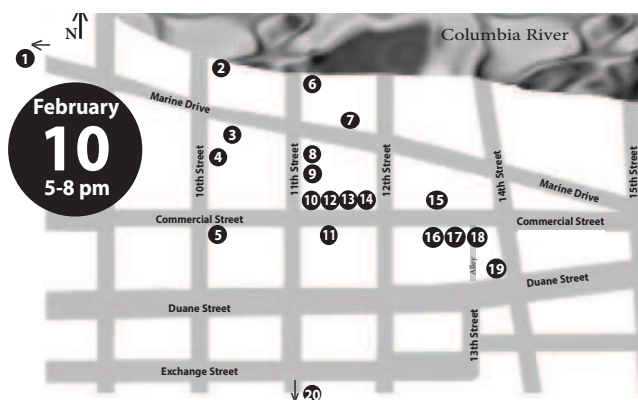 N
Columbia River
1
2
6
February
10
5-8 pm
Marine Drive
7
3
4
8
9
10th Street
11th Street
12th Street
14th Street
15th Street
Marine Drive
10 12 13 14
15
Commercial Street
Commercial Street
5
11
16 17 18
Alley
19
Duane Street
Duane Street
13th Street
Exchange Street
20